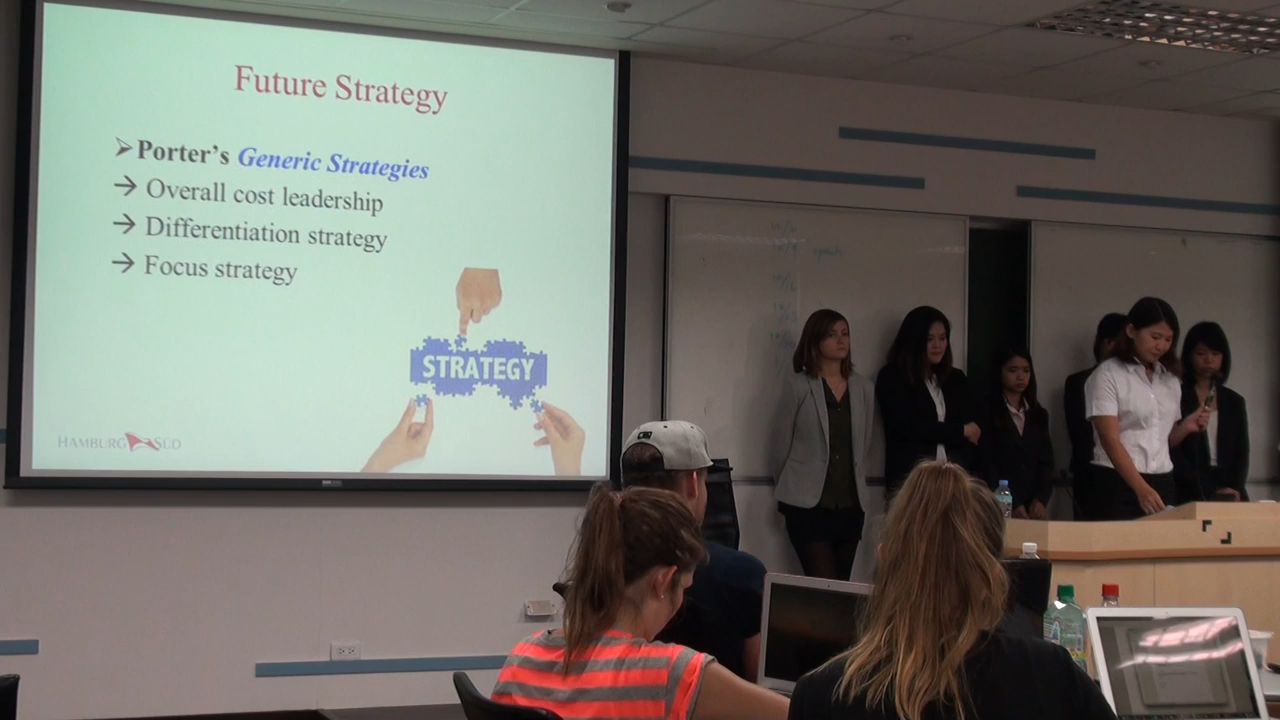 Future Strategy
➢Porter's Generic Strategies
→ Overall cost leadership
→ Differentiation strategy
→ Focus strategy
STRATEGY
HAMBURG SÜD